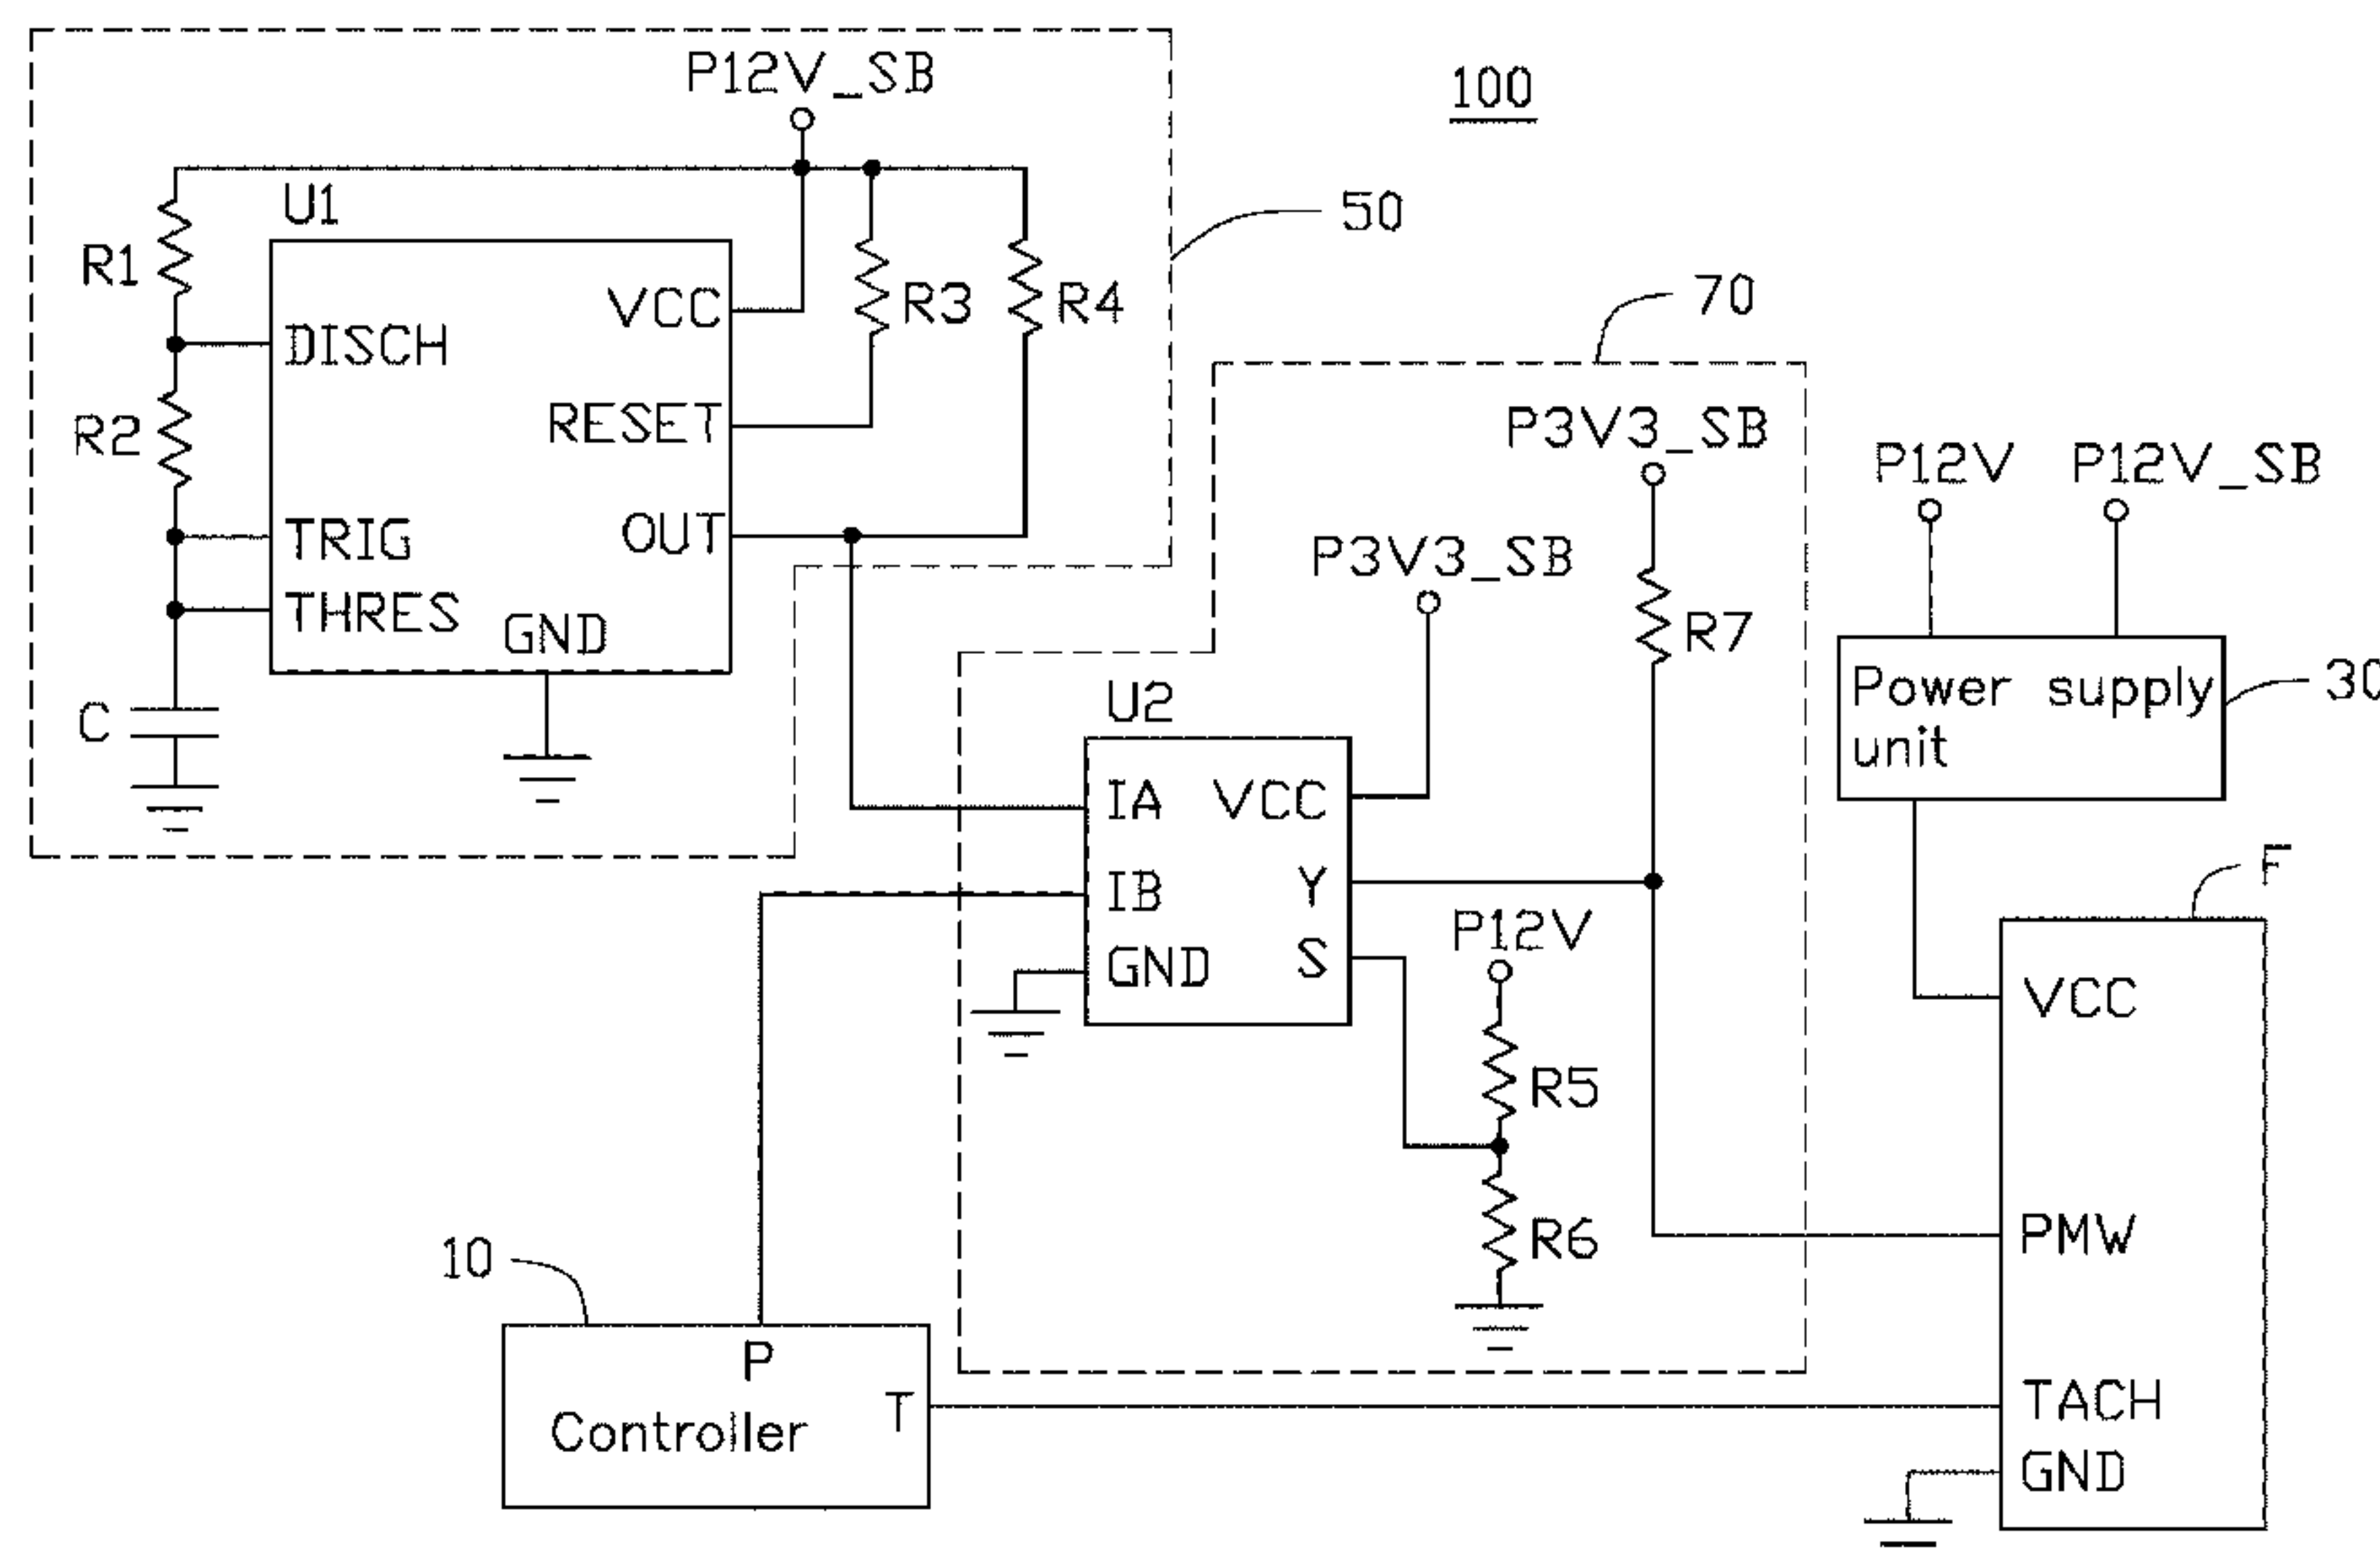 P12V_SB
100
U1
50
R1
VCC
R3
R4
70
DISCH
R2
RESET
P3V3_SB
P12V
P12V_SB
OUT
TRIG
P3V3_SB
THRES
GND
R7
C
U2
Power supply
unit
30
IA
VCC
IB
Y
F
P12V
GND
S
VCC
R5
10
R6
PMW
P
Controller
T
TACH
GND